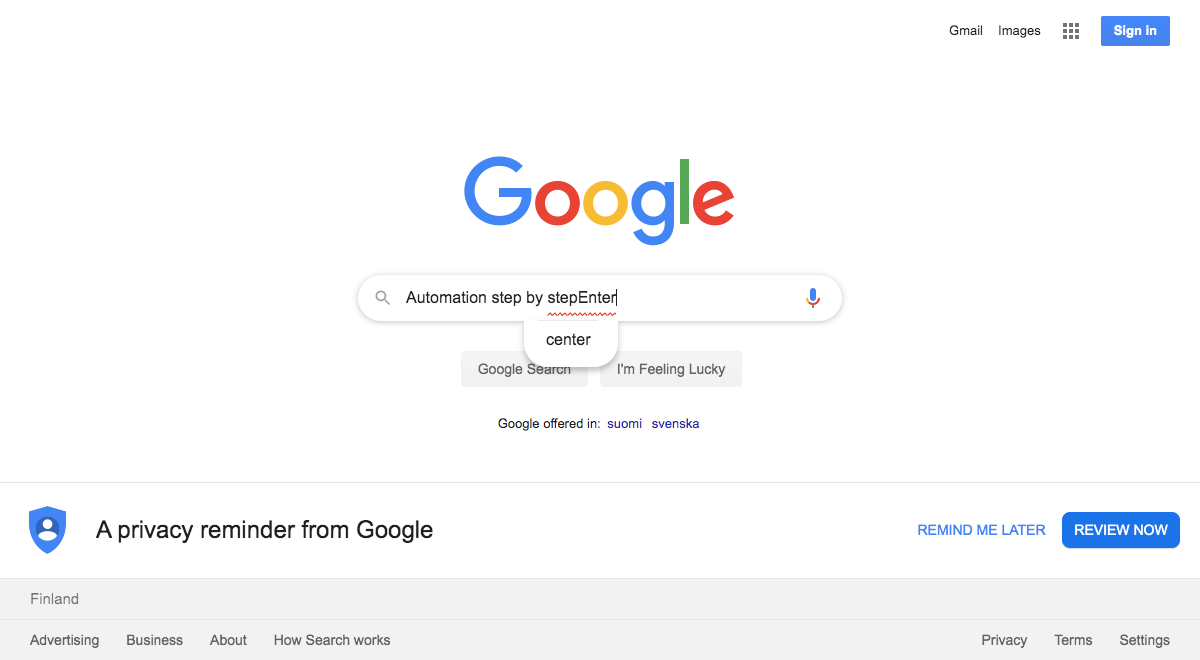 Gmail Images Sign in
Google
Automation step by stepEnter
center
Google Search I'm Feeling Lucky
Google offered in: suomi svenska
A privacy reminder from Google REMIND ME LATER REVIEW NOW
Finland
Advertising Business About How Search works Privacy Terms Settings